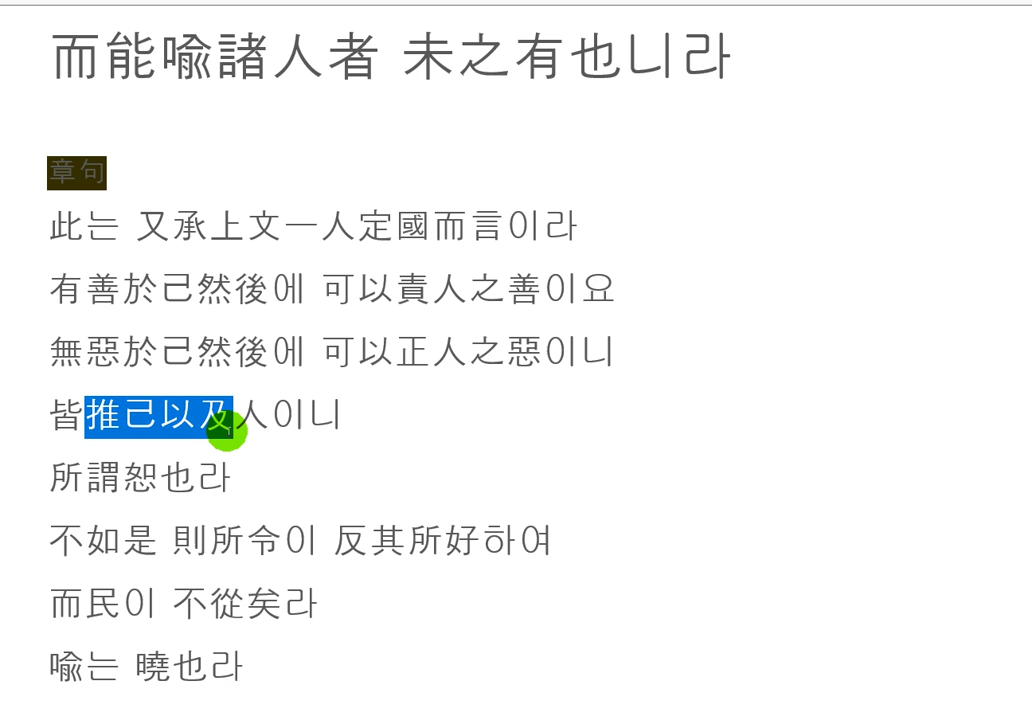 而能喩諸人者 未之有也니라
章句
此는 又承上文一人定國而言이라
有善於己然後에 可以責人之善이요
無惡於己然後에 可以正人之惡이니
皆推己以及人이니
所謂恕也라
不如是 則所令이 反其所好하여
而民이 不從矣라
喩는 曉也라